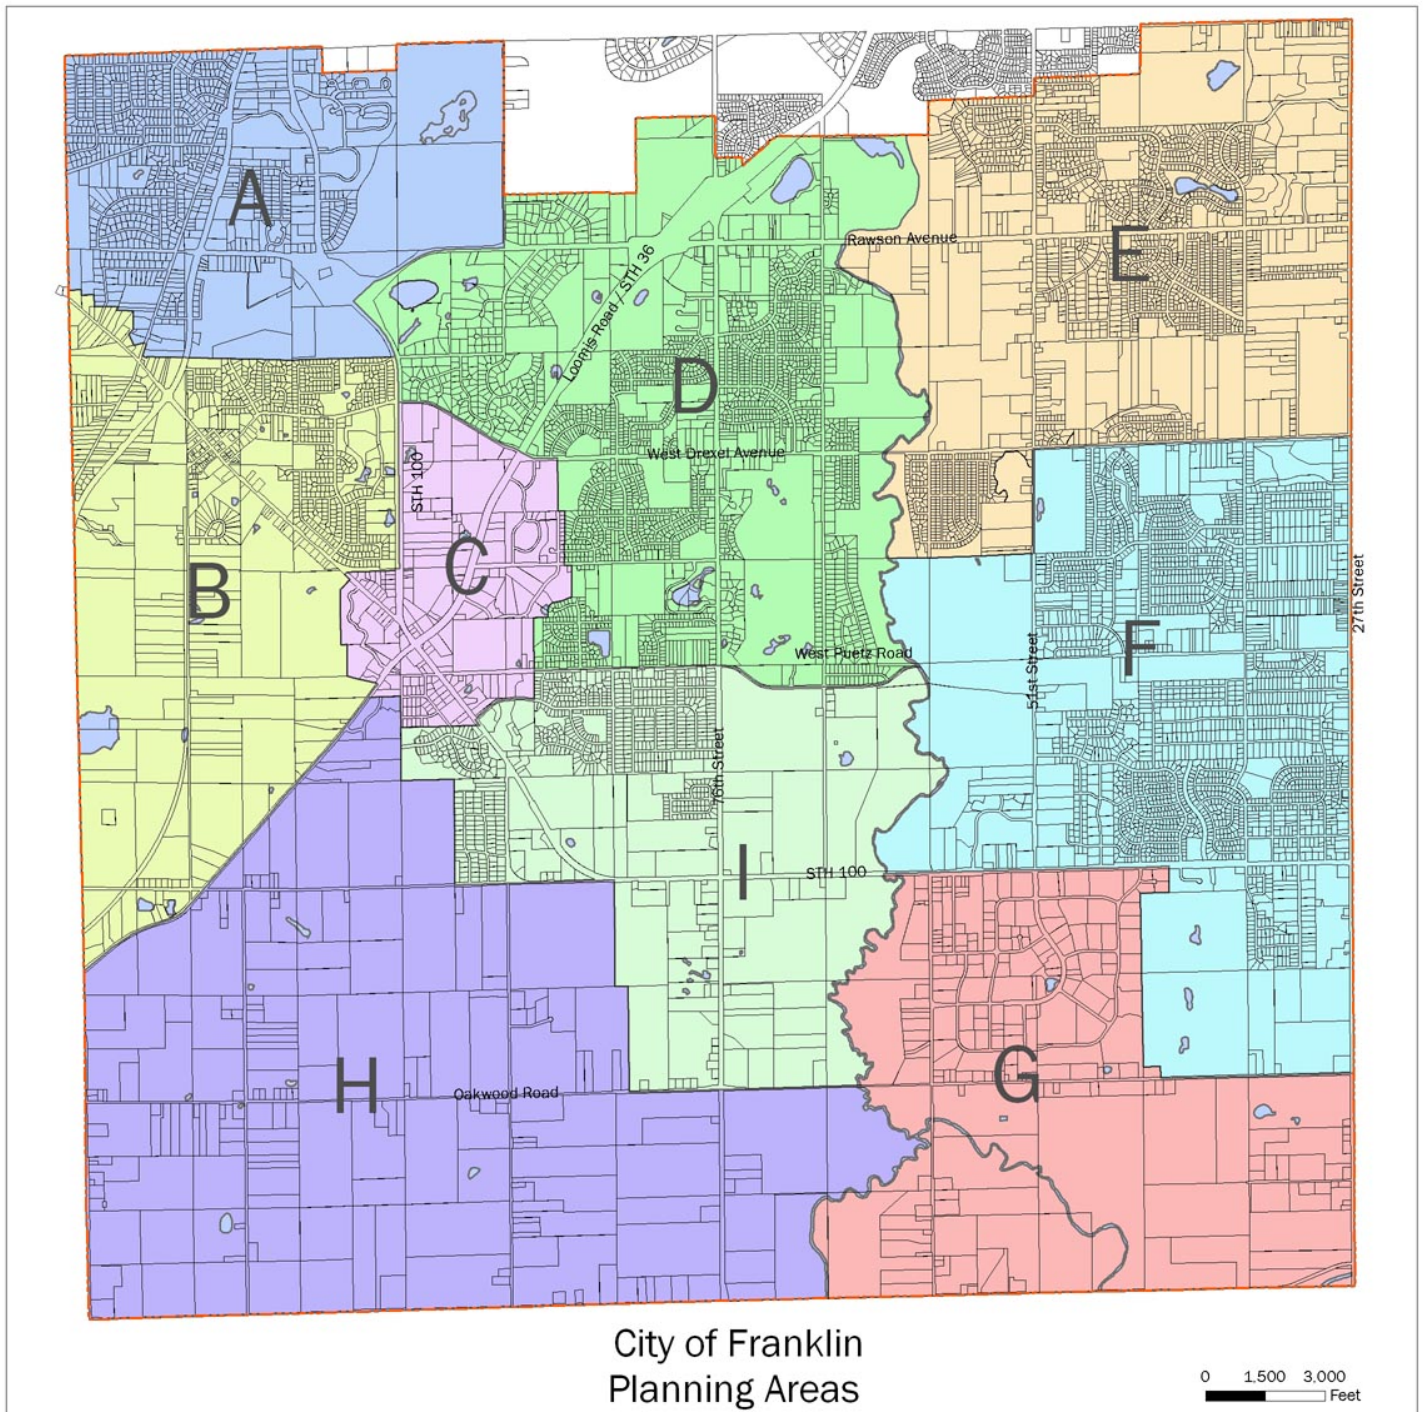 A
Rawson Avenue
E
Loomis Road / STH 36
D
West Drexel Avenue
STH 100
C
B
27th Street
F
West Puetz Road
51st Street
76th Street
I
STH 100
G
H
Oakwood Road
City of Franklin
Planning Areas
0 1,500 3,000
Feet